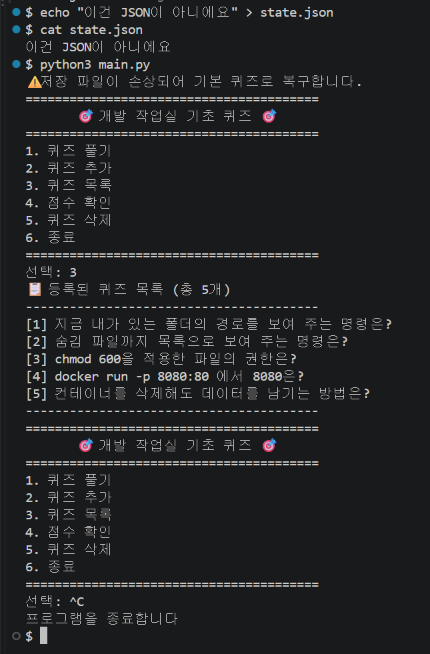 $ echo "이건 JSON이 아니에요" > state.json
$ cat state.json
이건 JSON이 아니에요
$ python3 main.py
⚠️저장 파일이 손상되어 기본 퀴즈로 복구합니다.
========================================
🎯 개발 작업실 기초 퀴즈 🎯
========================================
1. 퀴즈 풀기
2. 퀴즈 추가
3. 퀴즈 목록
4. 점수 확인
5. 퀴즈 삭제
6. 종료
========================================
선택: 3
📋 등록된 퀴즈 목록 (총 5개)
----------------------------------------
[1] 지금 내가 있는 폴더의 경로를 보여 주는 명령은?
[2] 숨김 파일까지 목록으로 보여 주는 명령은?
[3] chmod 600을 적용한 파일의 권한은?
[4] docker run -p 8080:80 에서 8080은?
[5] 컨테이너를 삭제해도 데이터를 남기는 방법은?
----------------------------------------
========================================
🎯 개발 작업실 기초 퀴즈 🎯
========================================
1. 퀴즈 풀기
2. 퀴즈 추가
3. 퀴즈 목록
4. 점수 확인
5. 퀴즈 삭제
6. 종료
========================================
선택: ^C
프로그램을 종료합니다
$